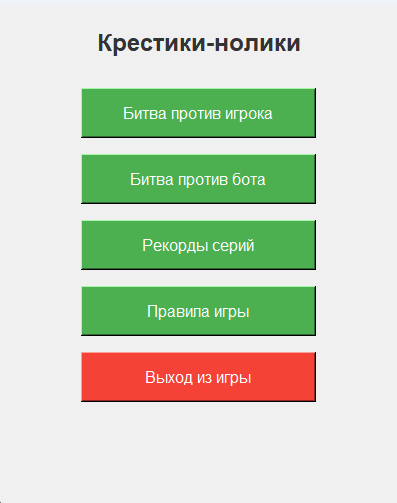 Крестики-нолики
Битва против игрока
Битва против бота
Рекорды серий
Правила игры
Выход из игры